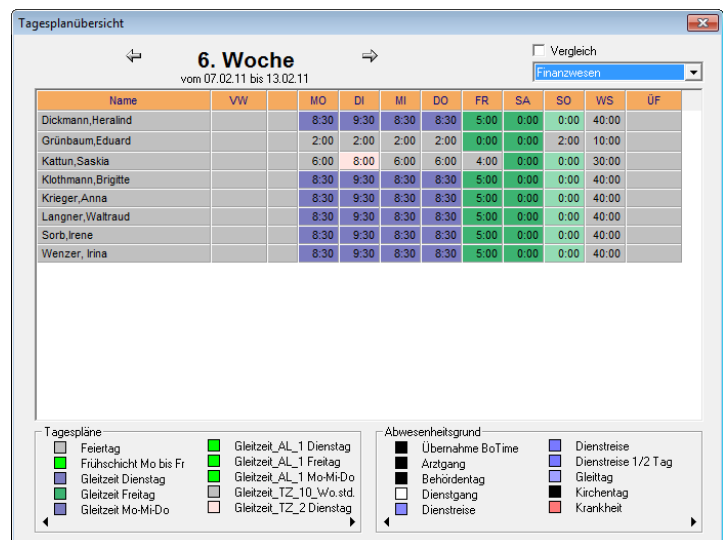 Tagesplanübersicht
6. Woche
vom 07.02.11 bis 13.02.11
Vergleich
Finanzwesen
Name VW MO DI MI DO FR SA SO WS ÜF
Dickmann,Heralind 8:30 9:30 8:30 8:30 5:00 0:00 0:00 40:00
Grünbaum,Eduard 2:00 2:00 2:00 2:00 0:00 0:00 2:00 10:00
Kattun,Saskia 6:00 8:00 6:00 6:00 4:00 0:00 0:00 30:00
Klothmann,Brigitte 8:30 9:30 8:30 8:30 5:00 0:00 0:00 40:00
Krieger,Anna 8:30 9:30 8:30 8:30 5:00 0:00 0:00 40:00
Langner,Waltraud 8:30 9:30 8:30 8:30 5:00 0:00 0:00 40:00
Sorb,Irene 8:30 9:30 8:30 8:30 5:00 0:00 0:00 40:00
Wenzer, Irina 8:30 9:30 8:30 8:30 5:00 0:00 0:00 40:00
Tagespläne
Feiertag
Frühschicht Mo bis Fr
Gleitzeit Dienstag
Gleitzeit Freitag
Gleitzeit Mo-Mi-Do
Gleitzeit_AL_1 Dienstag
Gleitzeit_AL_1 Freitag
Gleitzeit_AL_1 Mo-Mi-Do
Gleitzeit_TZ_10_Wo.std.
Gleitzeit_TZ_2 Dienstag
Abwesenheitsgrund
Übernahme BoTime
Arztgang
Behördentag
Dienstgang
Dienstreise
Dienstreise
Dienstreise 1/2 Tag
Gleittag
Kirchentag
Krankheit